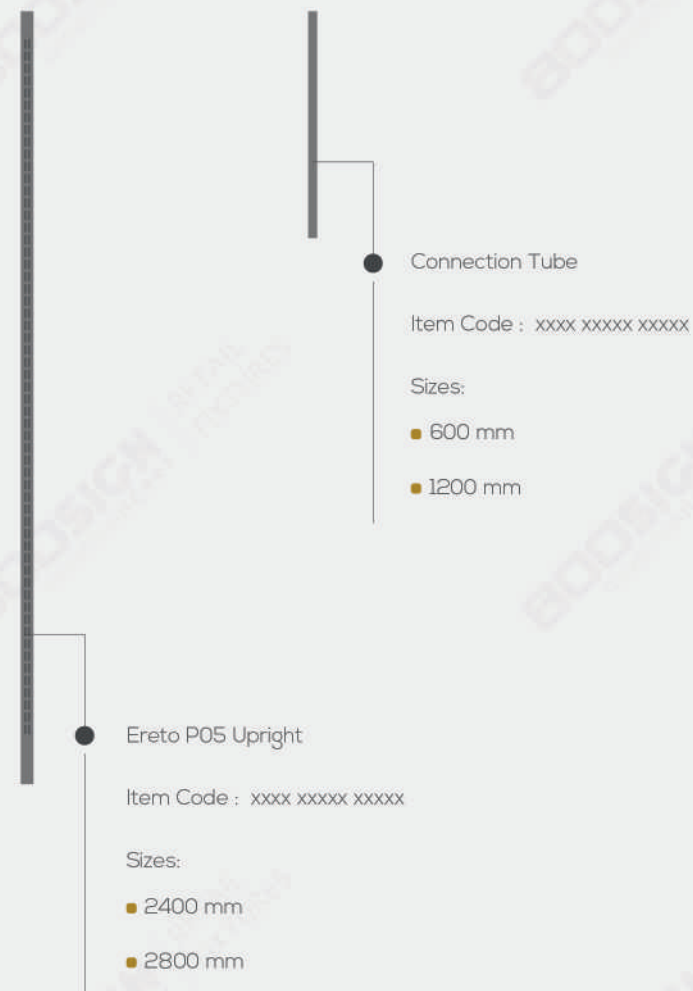 Connection Tube
Item Code : xxxx xxxxx xxxxx
Sizes:
600 mm
1200 mm
Ereto P05 Upright
Item Code : xxxx xxxxx xxxxx
Sizes:
2400 mm
2800 mm